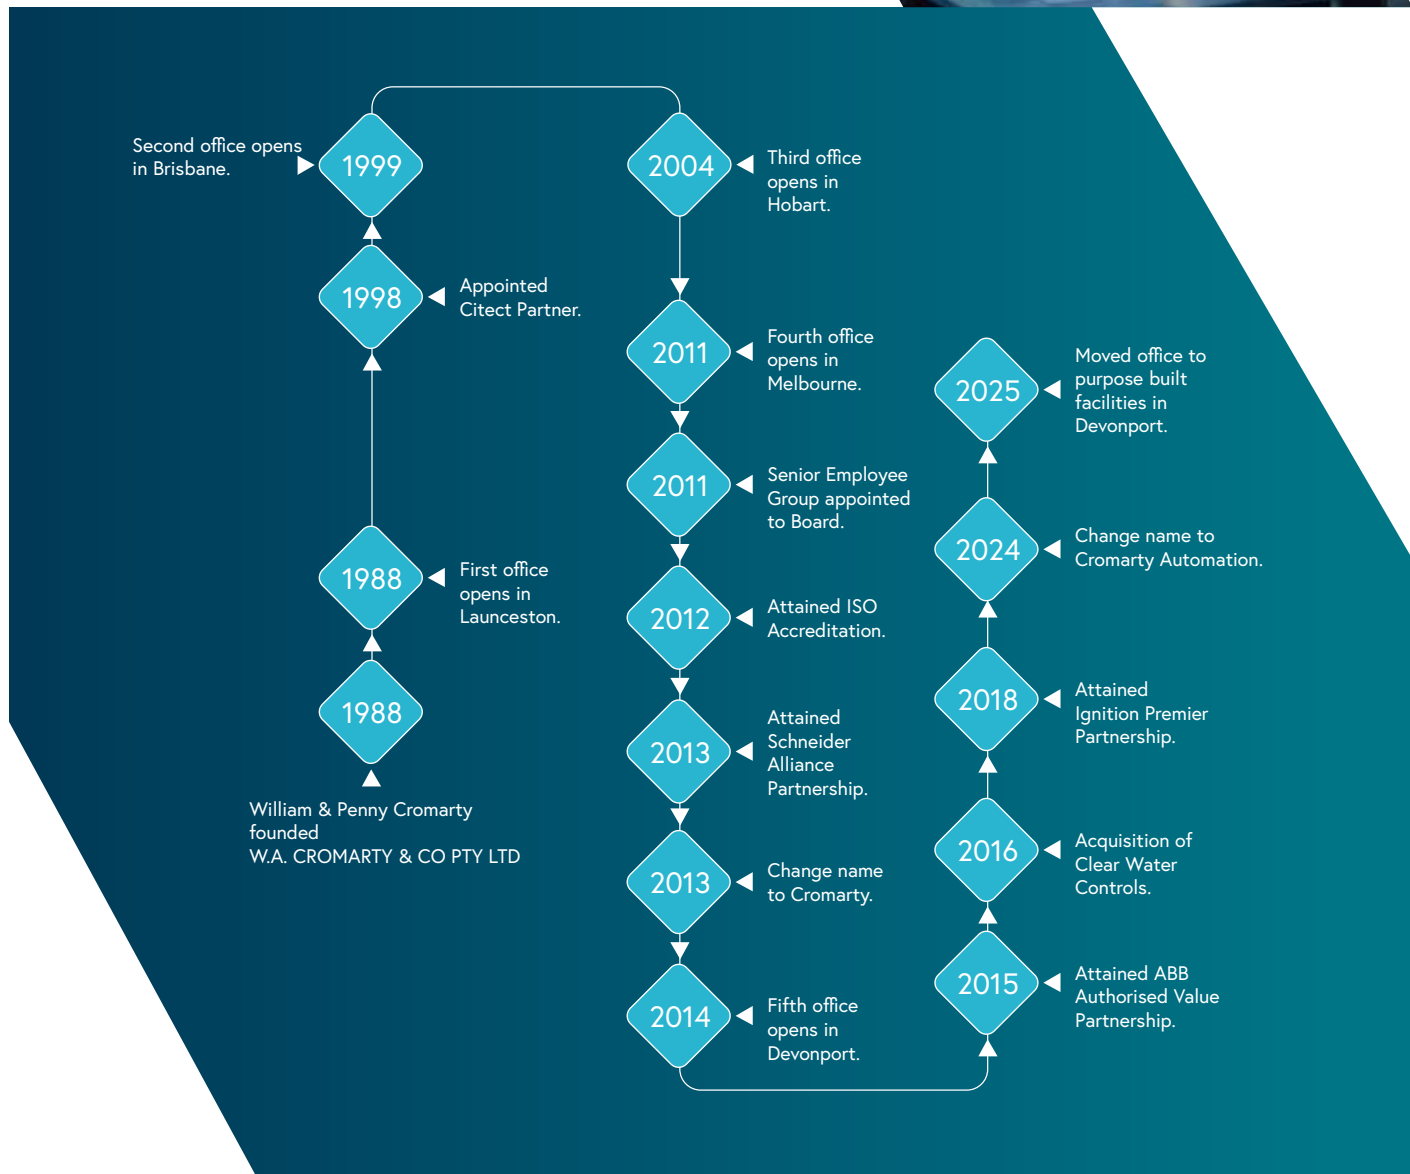 1988
William & Penny Cromarty
founded
W.A. CROMARTY & CO PTY LTD
1988
First office
opens in
Launceston.
1998
Appointed
Citect Partner.
1999
Second office opens
in Brisbane.
2004
Third office
opens in
Hobart.
2011
Fourth office
opens in
Melbourne.
2011
Senior Employee
Group appointed
to Board.
2012
Attained ISO
Accreditation.
2013
Attained
Schneider
Alliance
Partnership.
2013
Change name
to Cromarty.
2014
Fifth office
opens in
Devonport.
2015
Attained ABB
Authorised Value
Partnership.
2016
Acquisition of
Clear Water
Controls.
2018
Attained
Ignition Premier
Partnership.
2024
Change name to
Cromarty Automation.
2025
Moved office to
purpose built
facilities in
Devonport.